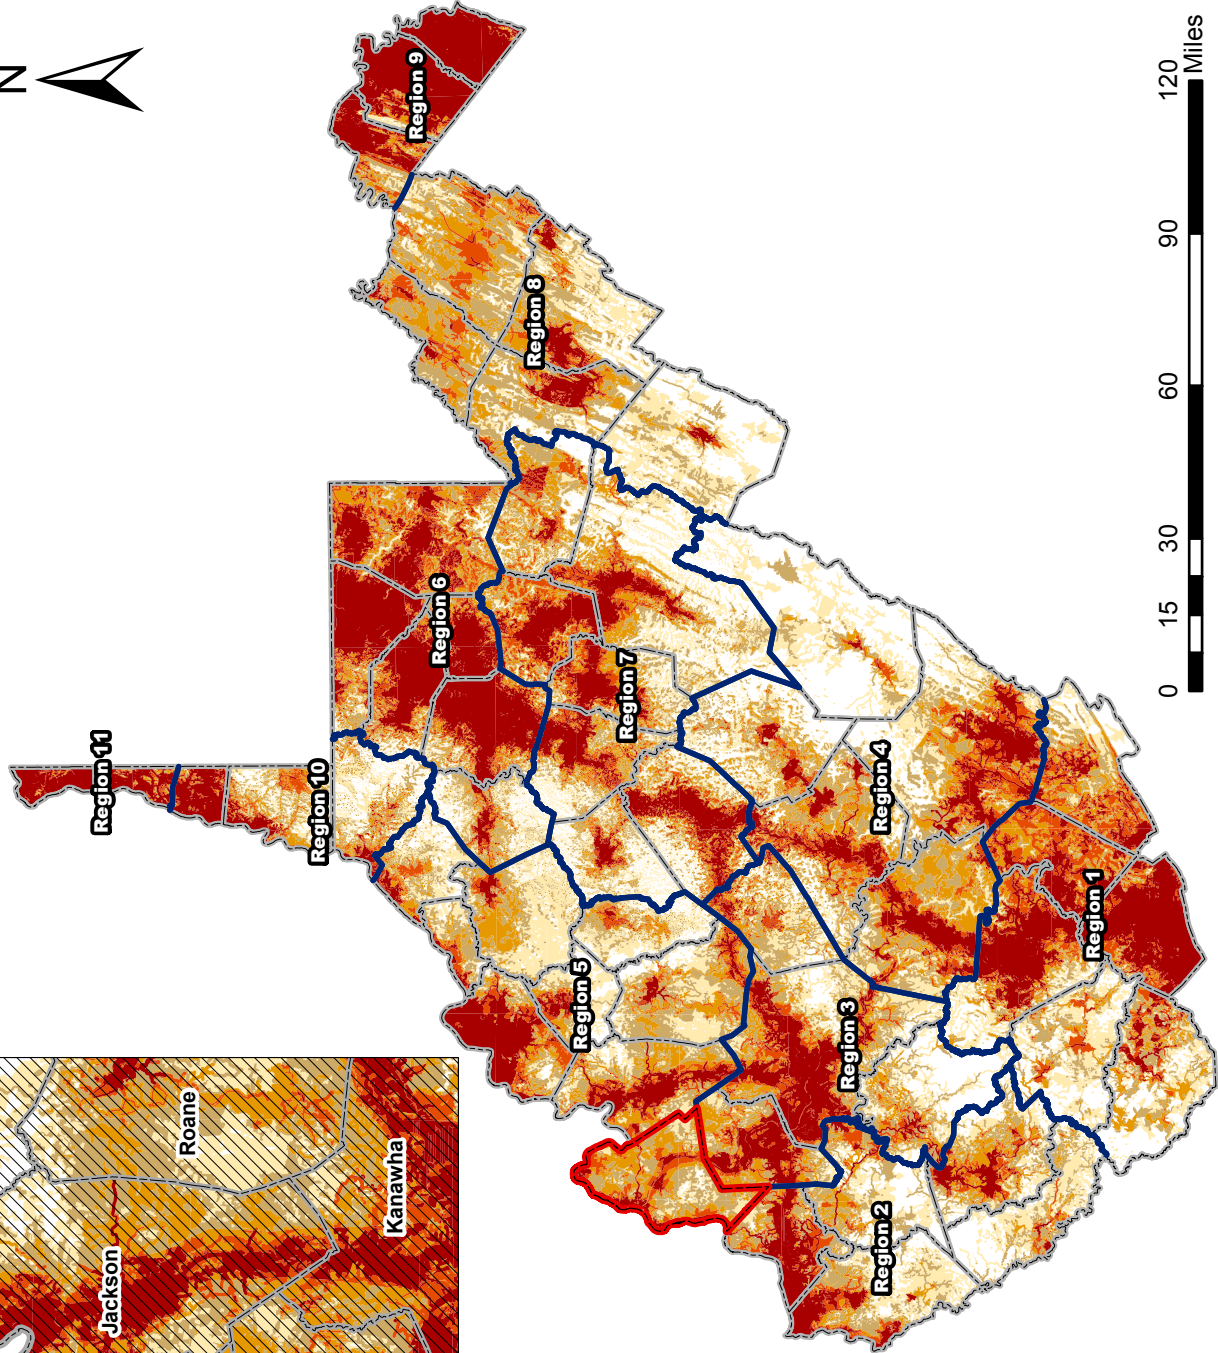 N
Region 11
Region 10
Region 9
Region 8
Region 6
Region 7
Region 5
Region 4
Region 3
Region 2
Region 1
Jackson
Roane
Kanawha
0 15 30 60 90 120
Miles